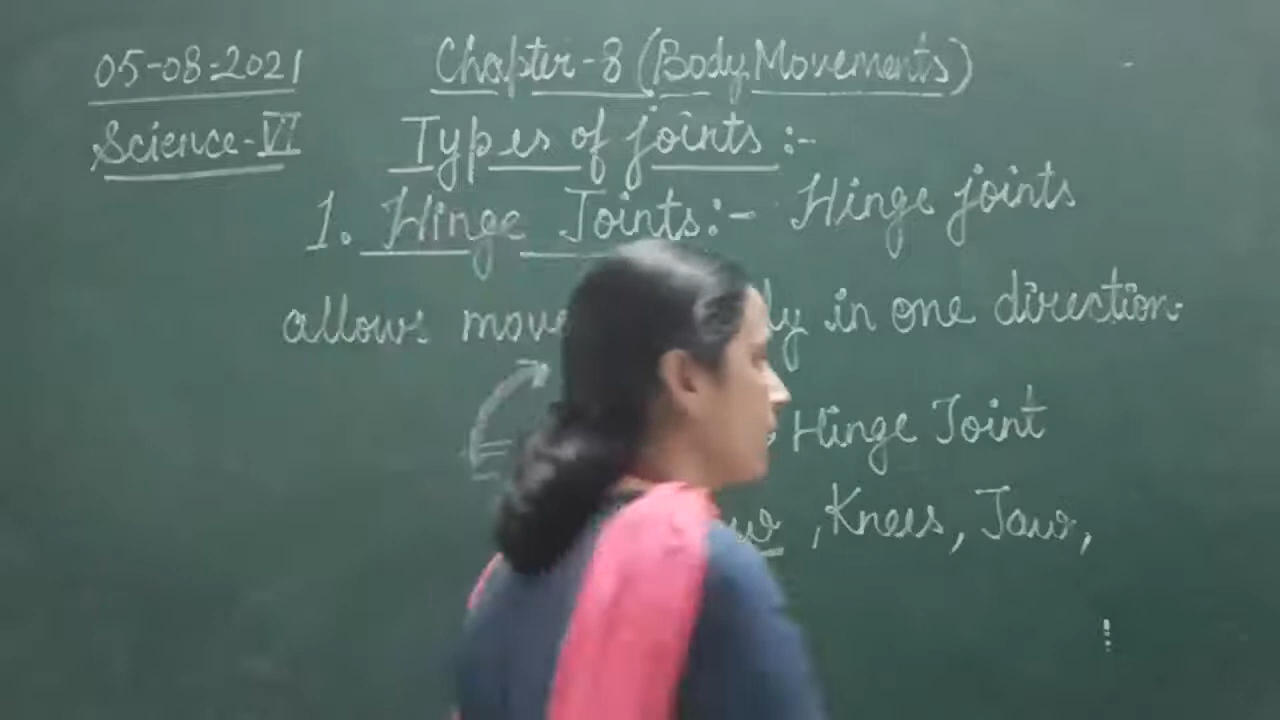 05-08-2021
Chapter-8 (Body Movements)
Science-VI
Types of joints :-
1. Hinge Joints:- Hinge joints
allows in one direction.
Hinge Joint
, Knees, Jaw,